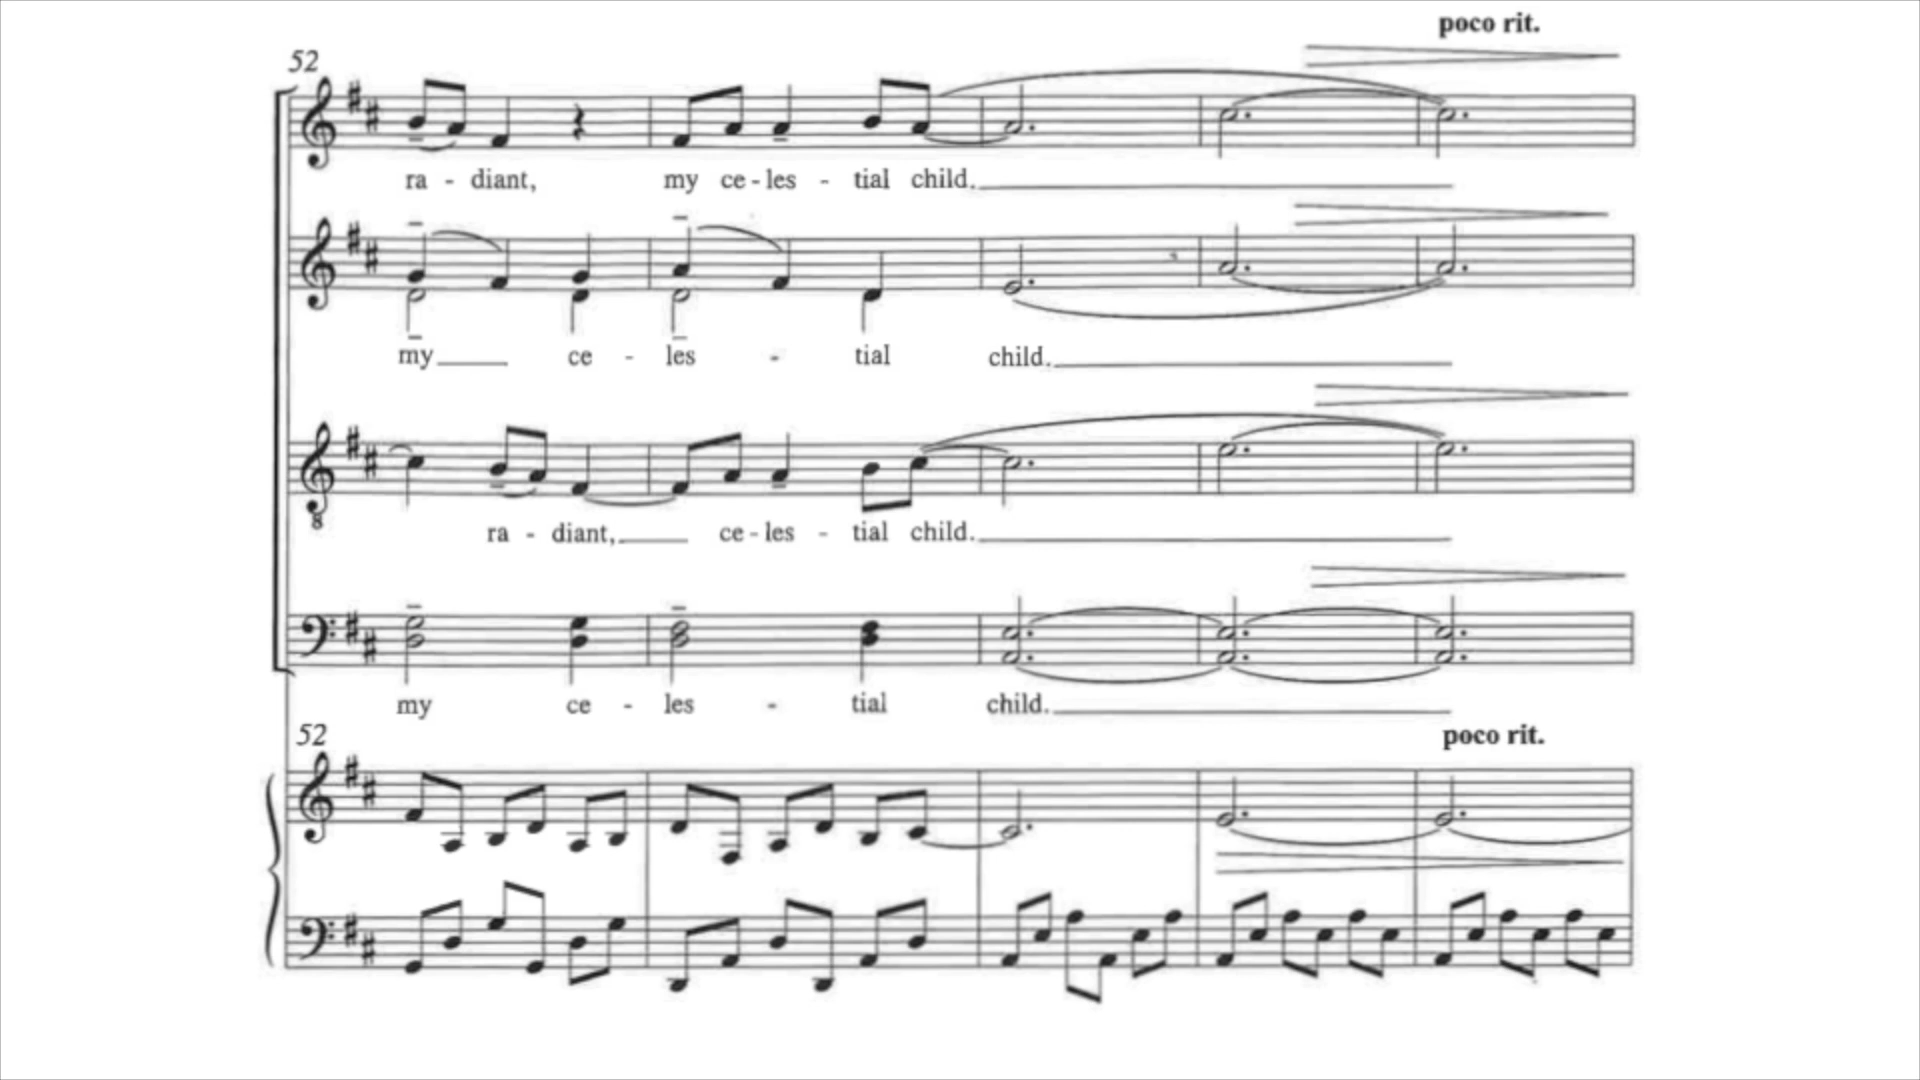 poco rit.
52
ra - diant, my ce - les - tial child.
my ce - les - tial child.
8
ra - diant, ce - les - tial child.
my ce - les - tial child.
52
poco rit.